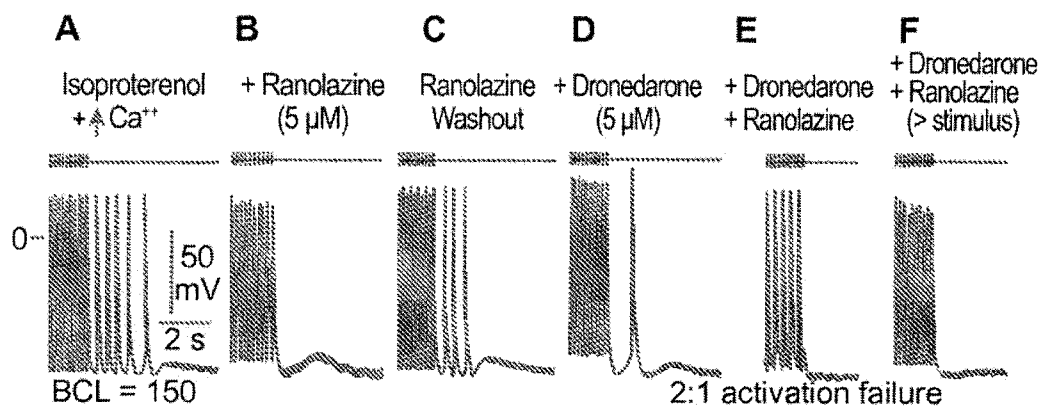 A
Isoproterenol
+ Ca++
B
+ Ranolazine
(5 µM)
C
Ranolazine
Washout
D
+ Dronedarone
(5 µM)
E
+ Dronedarone
+ Ranolazine
F
+ Dronedarone
+ Ranolazine
(> stimulus)
0
50
mV
2 s
BCL = 150
2:1 activation failure